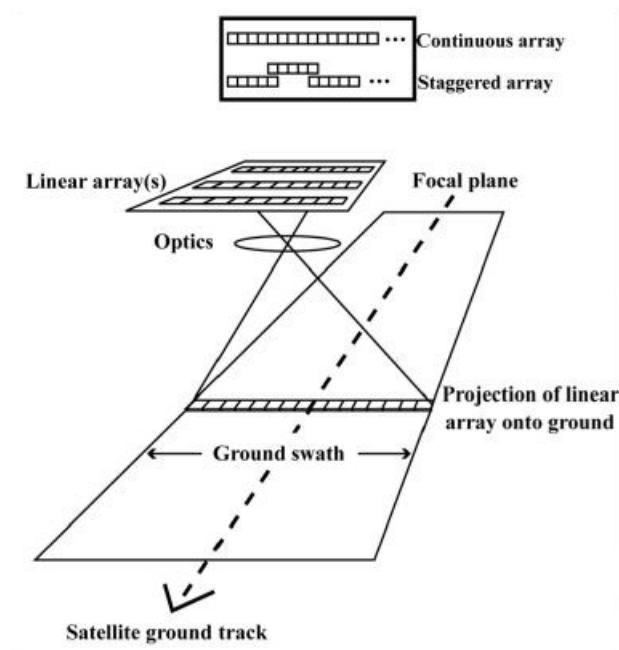 Continuous array
Staggered array
Linear array(s)
Focal plane
Optics
Projection of linear
array onto ground
Ground swath
Satellite ground track